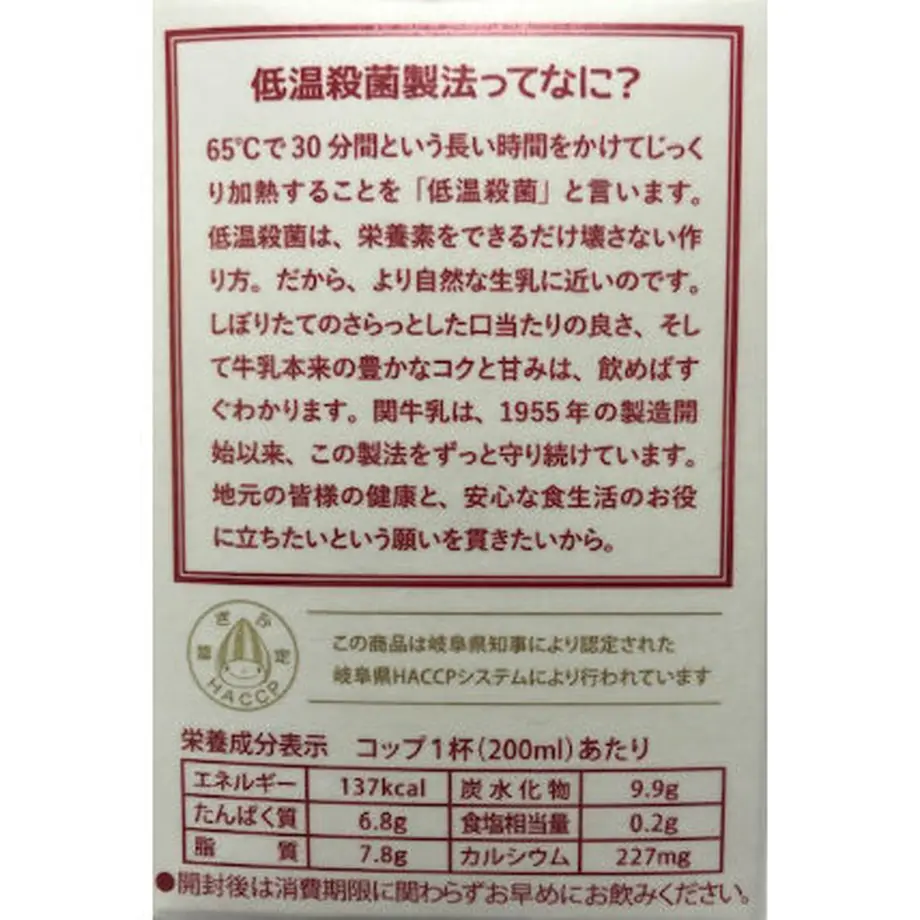 低温殺菌製法ってなに?
65℃で30分間という長い時間をかけてじっく
り加熱することを「低温殺菌」と言います。
低温殺菌は、栄養素をできるだけ壊さない作
り方。だから、より自然な生乳に近いのです。
しぼりたてのさらっとした口当たりの良さ、そし
て牛乳本来の豊かなコクと甘みは、飲めばす
ぐわかります。関牛乳は、1955年の製造開
始以来、この製法をずっと守り続けています。
地元の皆様の健康と、安心な食生活のお役
に立ちたいという願いを貫きたいから。
ぎふ
認定
HACCP
この商品は岐阜県知事により認定された
岐阜県HACCPシステムにより行われています
栄養成分表示 コップ1杯(200ml)あたり
エネルギー 137kcal 炭水化物 9.9g
たんぱく質 6.8g 食塩相当量 0.2g
脂質 7.8g カルシウム 227mg
●開封後は消費期限に関わらずお早めにお飲みください。